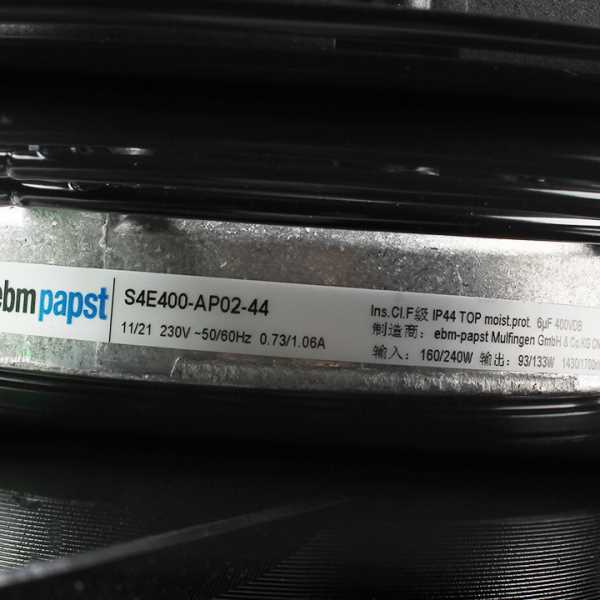 ebmpapst
S4E400-AP02-44
11/21 230V ~50/60Hz 0.73/1.06A
Ins.Cl.F级 IP44 TOP moist.prot. 6µF 400VDB
制造商: ebm-papst Mulfingen GmbH & Co.KG
输入: 160/240W 输出: 93/133W 1430/1700